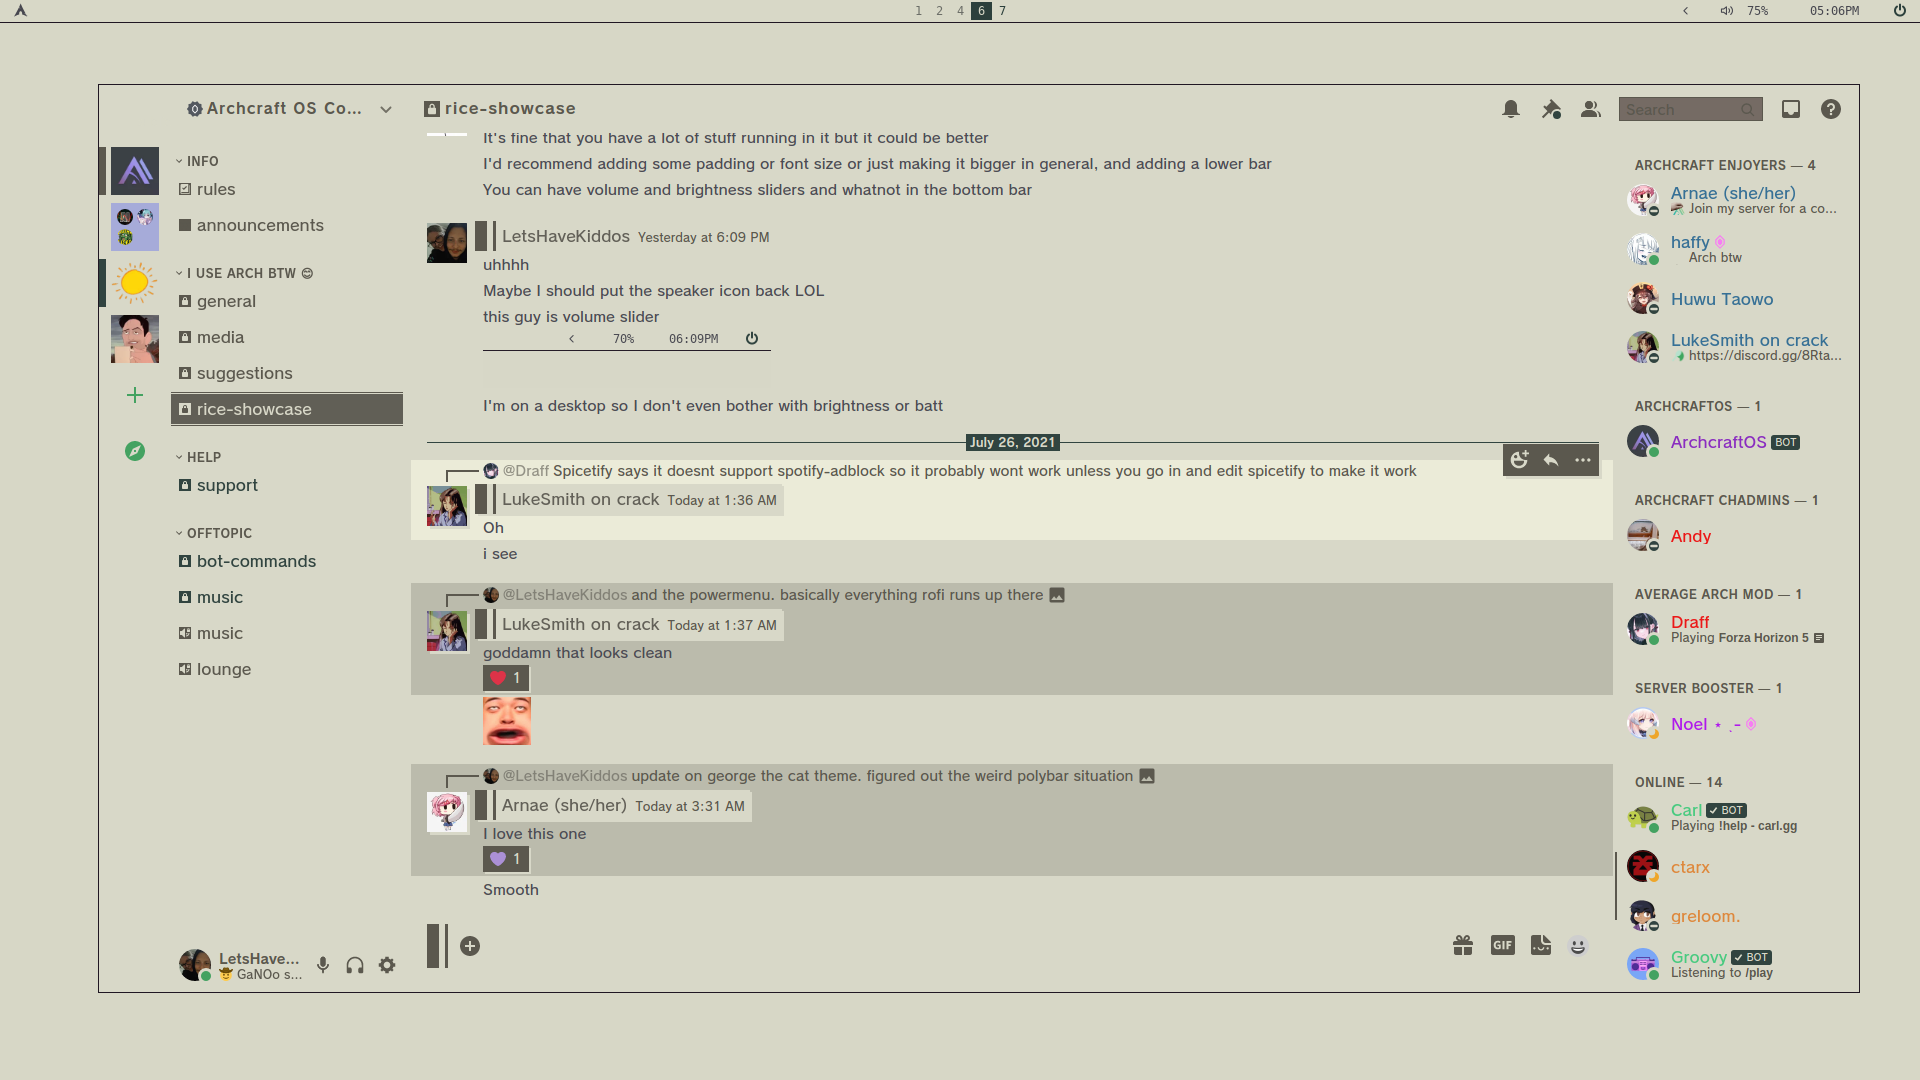 1 2 4 6 7
75% 05:06PM
Archcraft OS Co...
INFO
rules
announcements
I USE ARCH BTW 😊
general
media
suggestions
rice-showcase
HELP
support
OFFTOPIC
bot-commands
music
music
lounge
LetsHave...
🤠 GaNOo s...
rice-showcase
Search
It's fine that you have a lot of stuff running in it but it could be better
I'd recommend adding some padding or font size or just making it bigger in general, and adding a lower bar
You can have volume and brightness sliders and whatnot in the bottom bar
LetsHaveKiddos Yesterday at 6:09 PM
uhhhh
Maybe I should put the speaker icon back LOL
this guy is volume slider
70% 06:09PM
I'm on a desktop so I don't even bother with brightness or batt
July 26, 2021
@Draff Spicetify says it doesnt support spotify-adblock so it probably wont work unless you go in and edit spicetify to make it work
LukeSmith on crack Today at 1:36 AM
Oh
i see
@LetsHaveKiddos and the powermenu. basically everything rofi runs up there
LukeSmith on crack Today at 1:37 AM
goddamn that looks clean
1
@LetsHaveKiddos update on george the cat theme. figured out the weird polybar situation
Arnae (she/her) Today at 3:31 AM
I love this one
1
Smooth
GIF
ARCHCRAFT ENJOYERS — 4
Arnae (she/her)
Join my server for a co...
haffy
Arch btw
Huwu Taowo
LukeSmith on crack
https://discord.gg/8Rta...
ARCHCRAFTOS — 1
ArchcraftOS BOT
ARCHCRAFT CHADMINS — 1
Andy
AVERAGE ARCH MOD — 1
Draff
Playing Forza Horizon 5
SERVER BOOSTER — 1
Noel ⋆ ˛-
ONLINE — 14
Carl ✓ BOT
Playing !help - carl.gg
ctarx
greloom.
Groovy ✓ BOT
Listening to /play